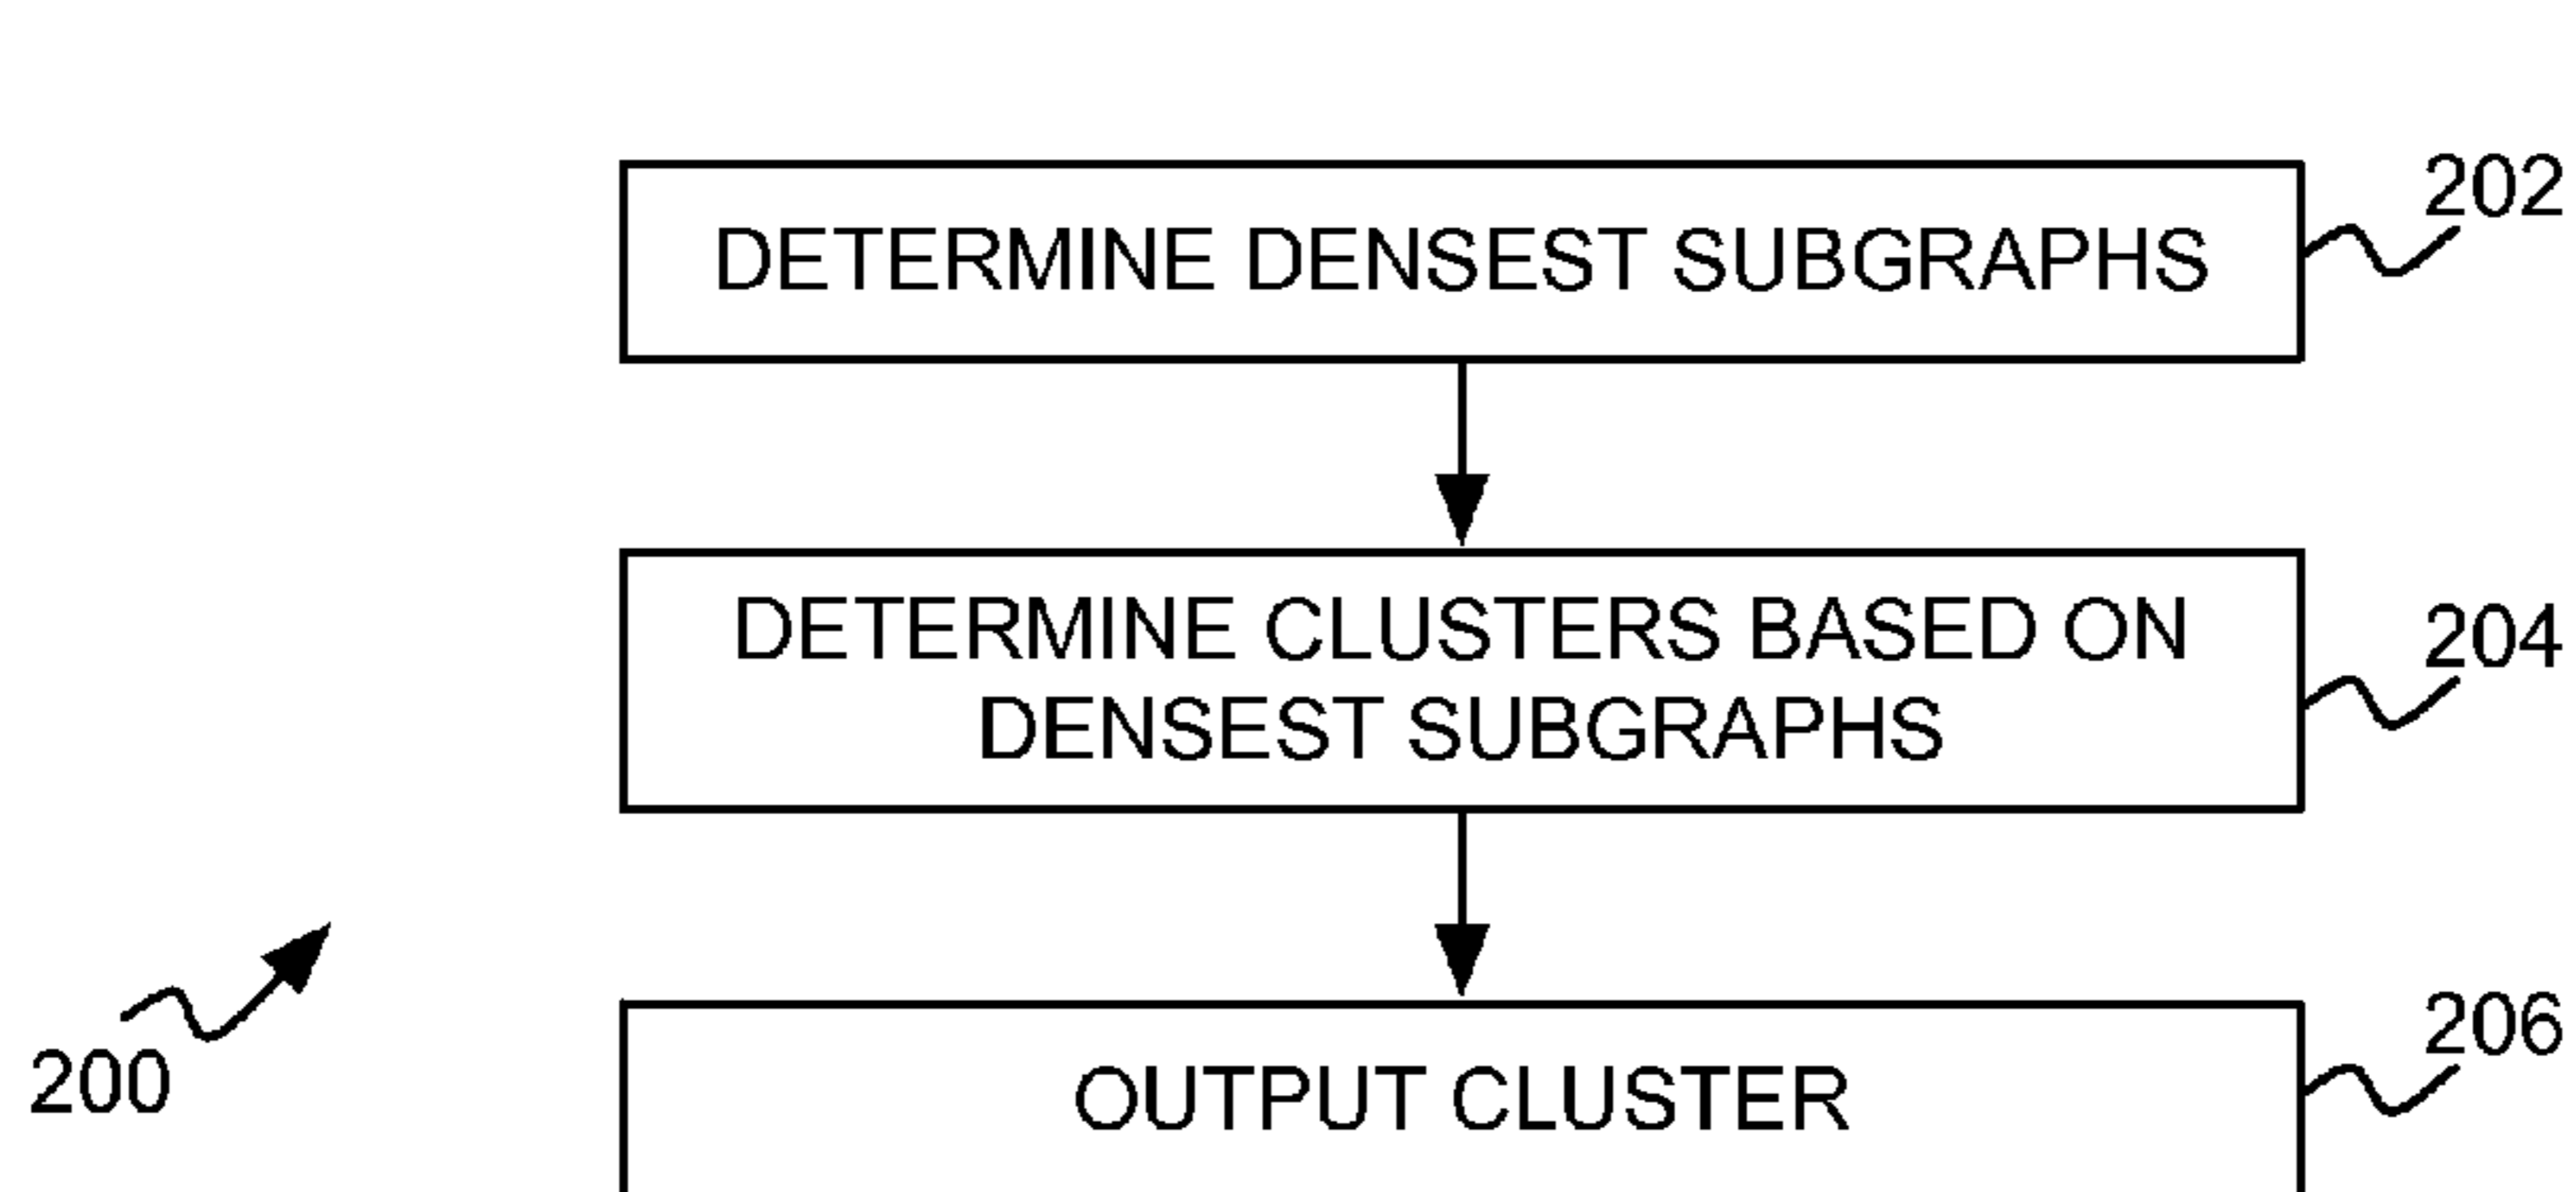 DETERMINE DENSEST SUBGRAPHS
202
DETERMINE CLUSTERS BASED ON
DENSEST SUBGRAPHS
204
OUTPUT CLUSTER
206
200